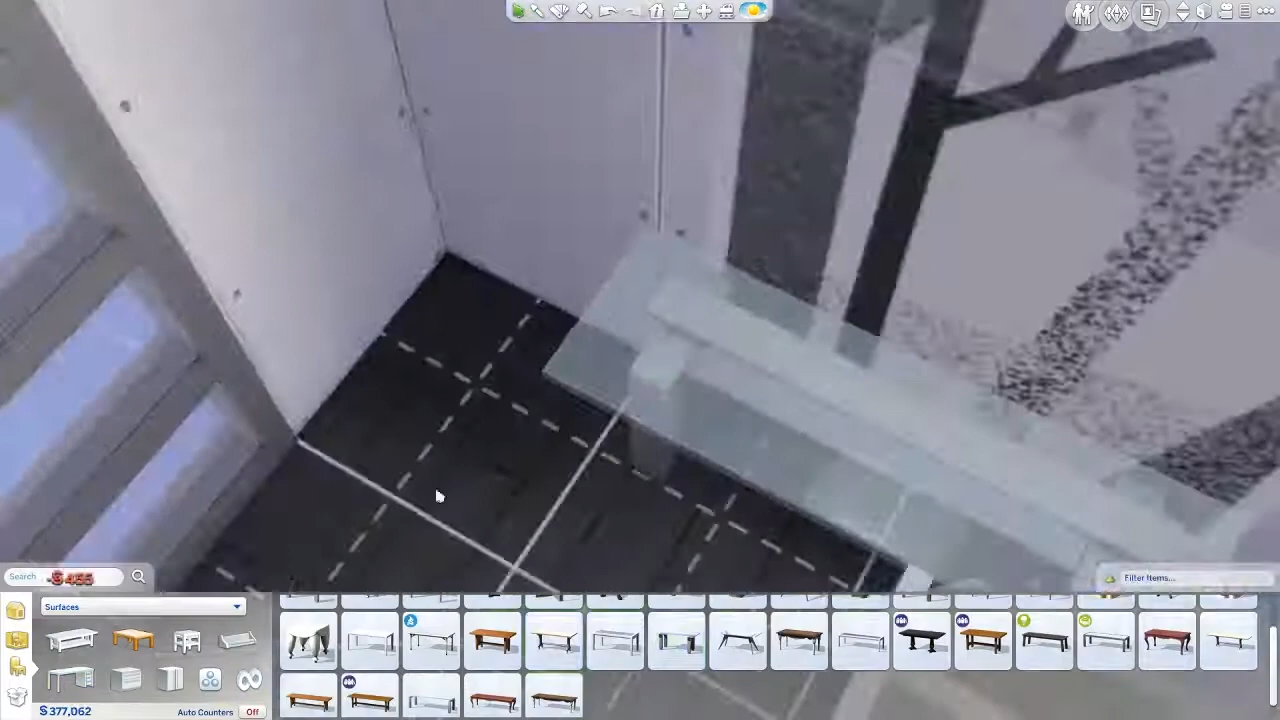 Search
-$455
Filter Items...
Surfaces
$377,062
Auto Counters
Off